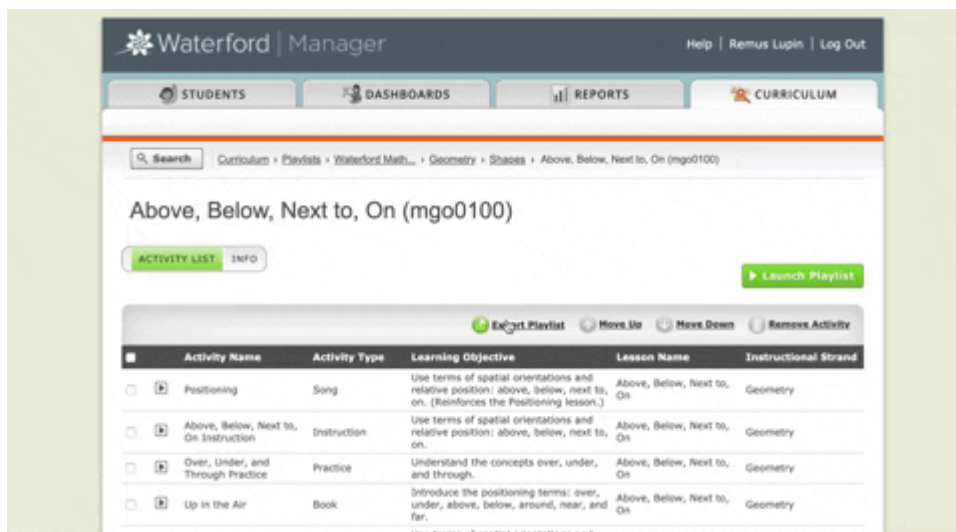 Waterford | Manager
Help | Remus Lupin | Log Out
STUDENTS
DASHBOARDS
REPORTS
CURRICULUM
Search
Curriculum › Playlists › Waterford Math... › Geometry › Shapes › Above, Below, Next to, On (mgo0100)
Above, Below, Next to, On (mgo0100)
ACTIVITY LIST INFO
Launch Playlist
Export Playlist Move Up Move Down Remove Activity
Activity Name Activity Type Learning Objective Lesson Name Instructional Strand
Positioning
Song
Use terms of spatial orientations and
relative position: above, below, next to,
on. (Reinforces the Positioning lesson.)
Above, Below, Next to,
On
Geometry
Above, Below, Next to,
On Instruction
Instruction
Use terms of spatial orientations and
relative position: above, below, next to,
on.
Above, Below, Next to,
On
Geometry
Over, Under, and
Through Practice
Practice
Understand the concepts over, under,
and through.
Above, Below, Next to,
On
Geometry
Up in the Air
Book
Introduce the positioning terms: over,
under, above, below, around, near, and
far.
Above, Below, Next to,
On
Geometry